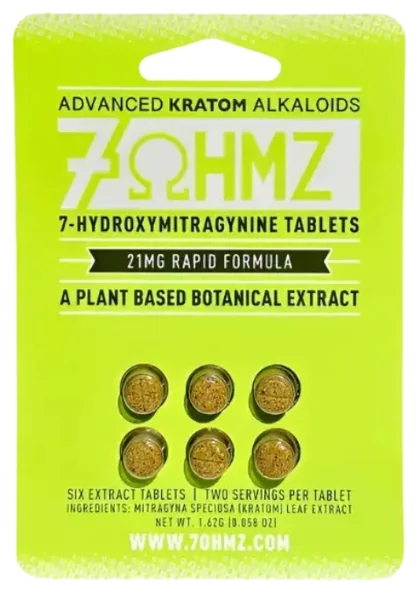 ADVANCED KRATOM ALKALOIDS
7ΩHMZ
7-HYDROXYMITRAGYNINE TABLETS
21MG RAPID FORMULA
A PLANT BASED BOTANICAL EXTRACT
SIX EXTRACT TABLETS | TWO SERVINGS PER TABLET
INGREDIENTS: MITRAGYNA SPECIOSA (KRATOM) LEAF EXTRACT
NET WT. 1.62G (0.058 OZ)
WWW.7OHMZ.COM